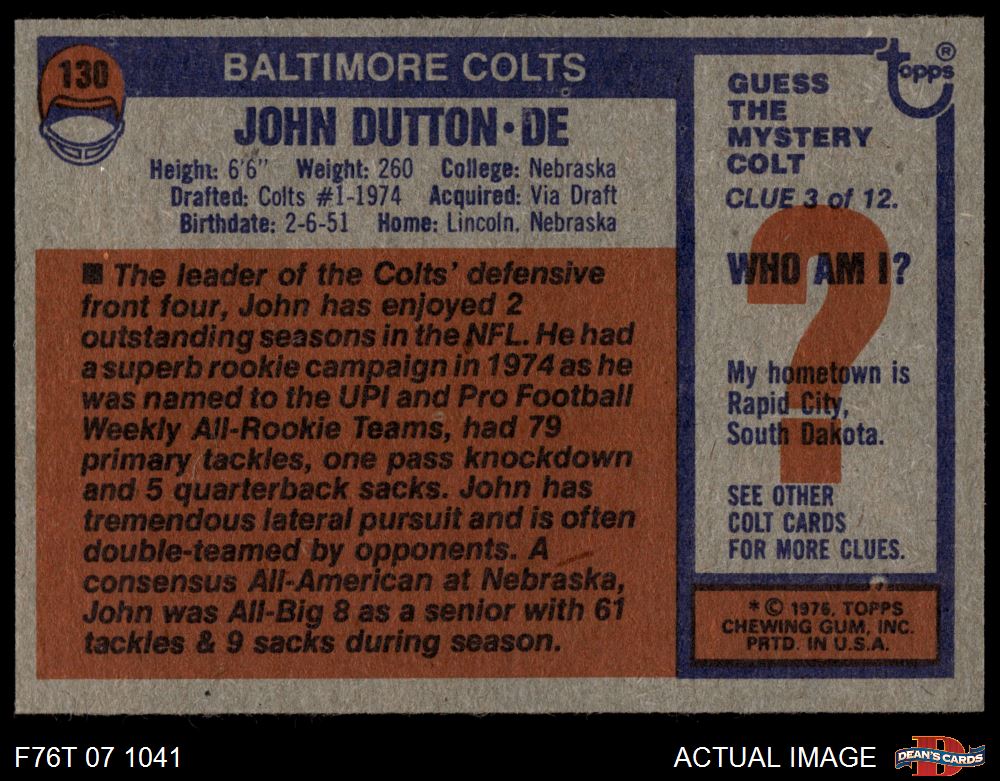 130
BALTIMORE COLTS
JOHN DUTTON • DE
Height: 6'6" Weight: 260 College: Nebraska
Drafted: Colts #1-1974 Acquired: Via Draft
Birthdate: 2-6-51 Home: Lincoln, Nebraska
■ The leader of the Colts' defensive
front four, John has enjoyed 2
outstanding seasons in the NFL. He had
a superb rookie campaign in 1974 as he
was named to the UPI and Pro Football
Weekly All-Rookie Teams, had 79
primary tackles, one pass knockdown
and 5 quarterback sacks. John has
tremendous lateral pursuit and is often
double-teamed by opponents. A
consensus All-American at Nebraska,
John was All-Big 8 as a senior with 61
tackles & 9 sacks during season.
topps®
GUESS
THE
MYSTERY
COLT
CLUE 3 of 12.
?
WHO AM I?
My hometown is
Rapid City,
South Dakota.
SEE OTHER
COLT CARDS
FOR MORE CLUES.
* © 1976, TOPPS
CHEWING GUM, INC.
PRTD. IN U.S.A.
F76T 07 1041
ACTUAL IMAGE
D
DEAN'S CARDS